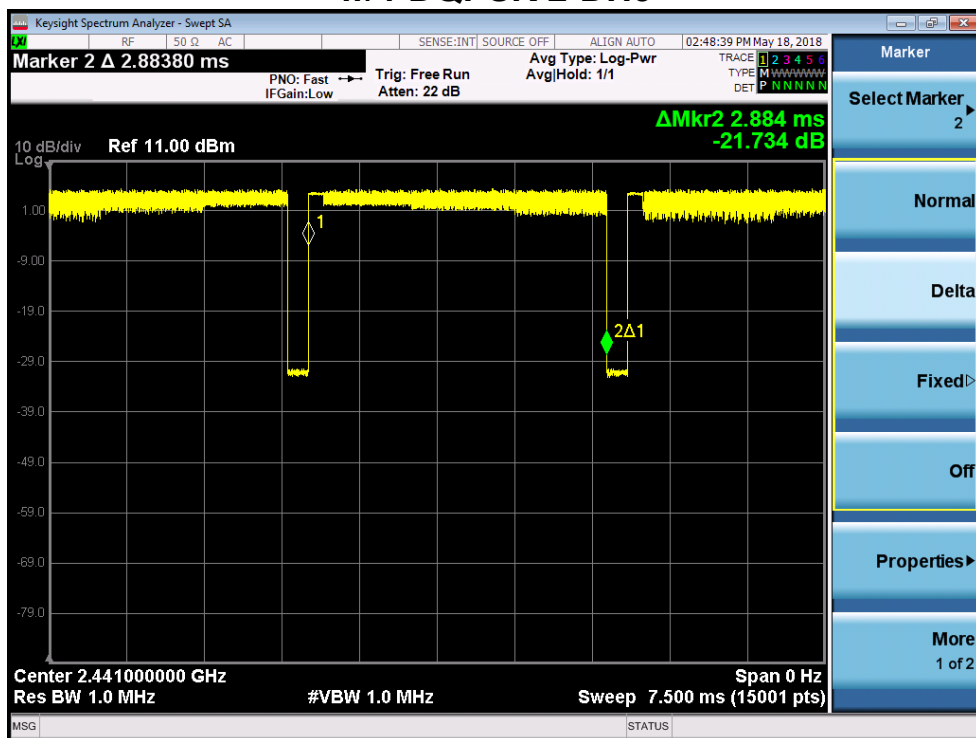 Keysight Spectrum Analyzer - Swept SA
LXI RF 50 Ω AC SENSE:INT SOURCE OFF ALIGN AUTO 02:48:39 PM May 18, 2018
Marker 2 Δ 2.88380 ms
PNO: Fast
IFGain:Low
Trig: Free Run
Atten: 22 dB
Avg Type: Log-Pwr
Avg|Hold: 1/1
TRACE 1 2 3 4 5 6
TYPE M W W W W W
DET P N N N N N
ΔMkr2 2.884 ms
-21.734 dB
10 dB/div Ref 11.00 dBm
Log
1.00
-9.00
-19.0
-29.0
-39.0
-49.0
-59.0
-69.0
-79.0
1
2Δ1
Center 2.441000000 GHz Span 0 Hz
Res BW 1.0 MHz #VBW 1.0 MHz Sweep 7.500 ms (15001 pts)
MSG STATUS
Marker
Select Marker
2
Normal
Delta
Fixed
Off
Properties
More
1 of 2